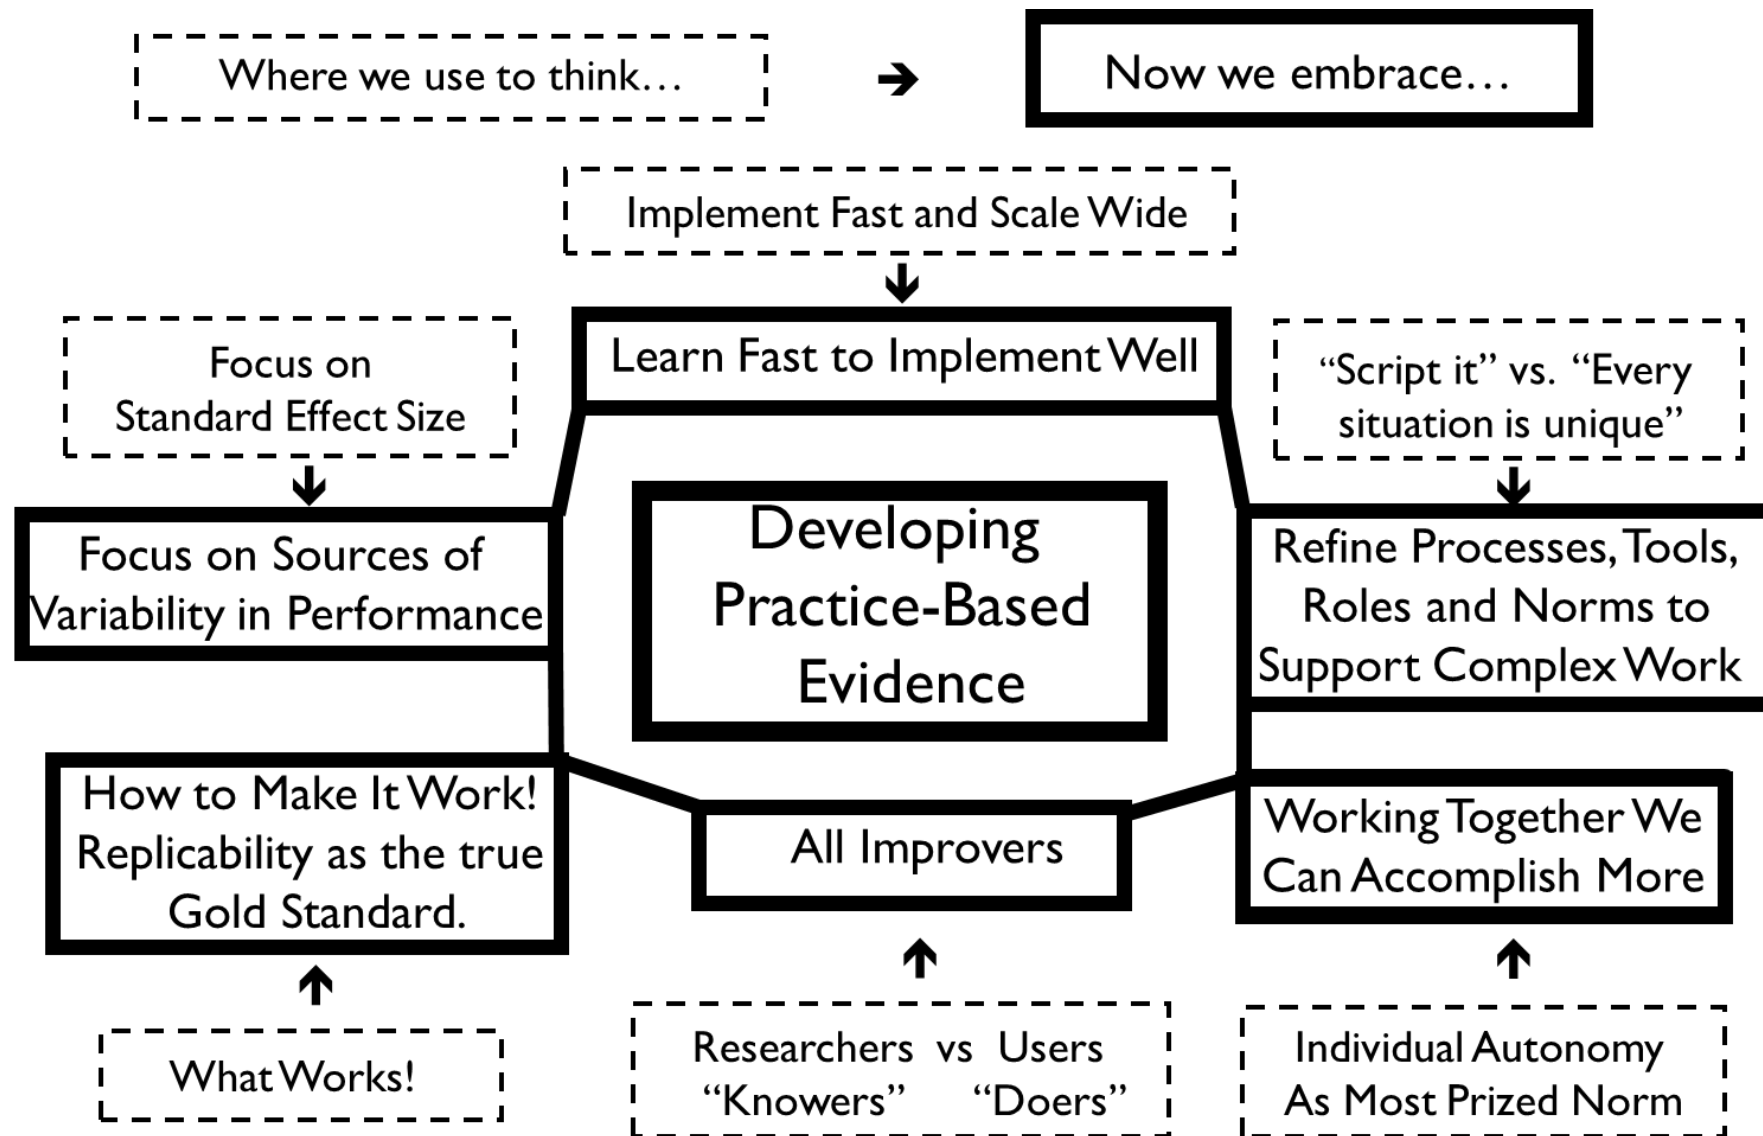 Where we use to think…
Now we embrace…
Implement Fast and Scale Wide
Learn Fast to Implement Well
Focus on
Standard Effect Size
“Script it” vs. “Every
situation is unique”
Focus on Sources of
Variability in Performance
Developing
Practice-Based
Evidence
Refine Processes, Tools,
Roles and Norms to
Support Complex Work
How to Make It Work!
Replicability as the true
Gold Standard.
All Improvers
Working Together We
Can Accomplish More
What Works!
Researchers vs Users
“Knowers” “Doers”
Individual Autonomy
As Most Prized Norm